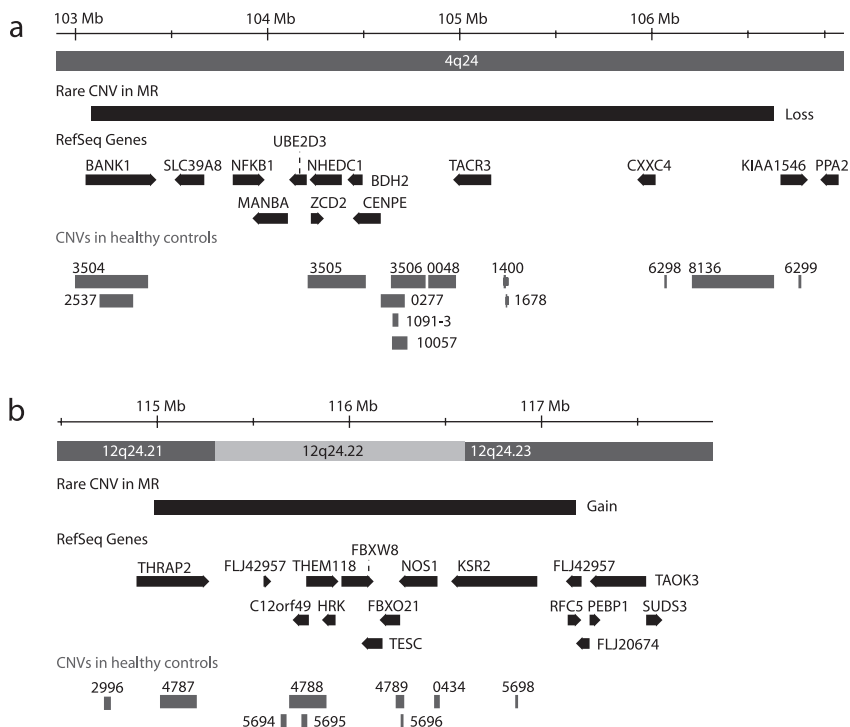 a
103 Mb 104 Mb 105 Mb 106 Mb
4q24
Rare CNV in MR
Loss
RefSeq Genes
UBE2D3
BANK1 SLC39A8 NFKB1 NHEDC1 TACR3 CXXC4 KIAA1546 PPA2
BDH2
MANBA ZCD2 CENPE
CNVs in healthy controls
3504 3505 3506 0048 1400 6298 8136 6299
2537 0277 1678
1091-3
10057
b
115 Mb 116 Mb 117 Mb
12q24.21 12q24.22 12q24.23
Rare CNV in MR
Gain
RefSeq Genes
FBXW8
THRAP2 FLJ42957 THEM118 NOS1 KSR2 FLJ42957
TAOK3
C12orf49 HRK FBXO21 RFC5 PEBP1 SUDS3
TESC FLJ20674
CNVs in healthy controls
2996 4787 4788 4789 0434 5698
5694 5695 5696